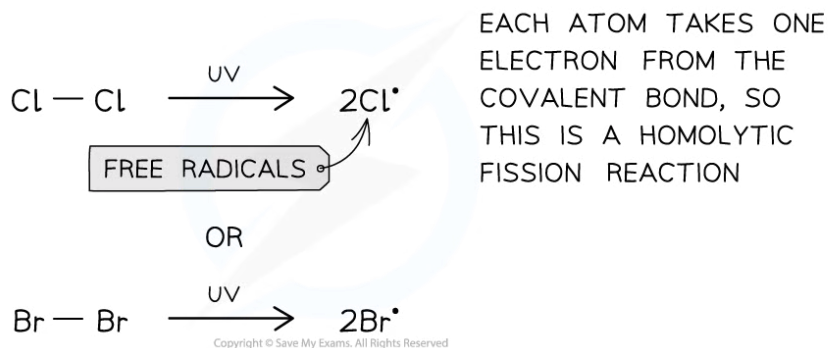 EACH ATOM TAKES ONE
ELECTRON FROM THE
COVALENT BOND, SO
THIS IS A HOMOLYTIC
FISSION REACTION
UV
Cl — Cl → 2Cl•
FREE RADICALS
OR
UV
Br — Br → 2Br•
Copyright © Save My Exams. All Rights Reserved